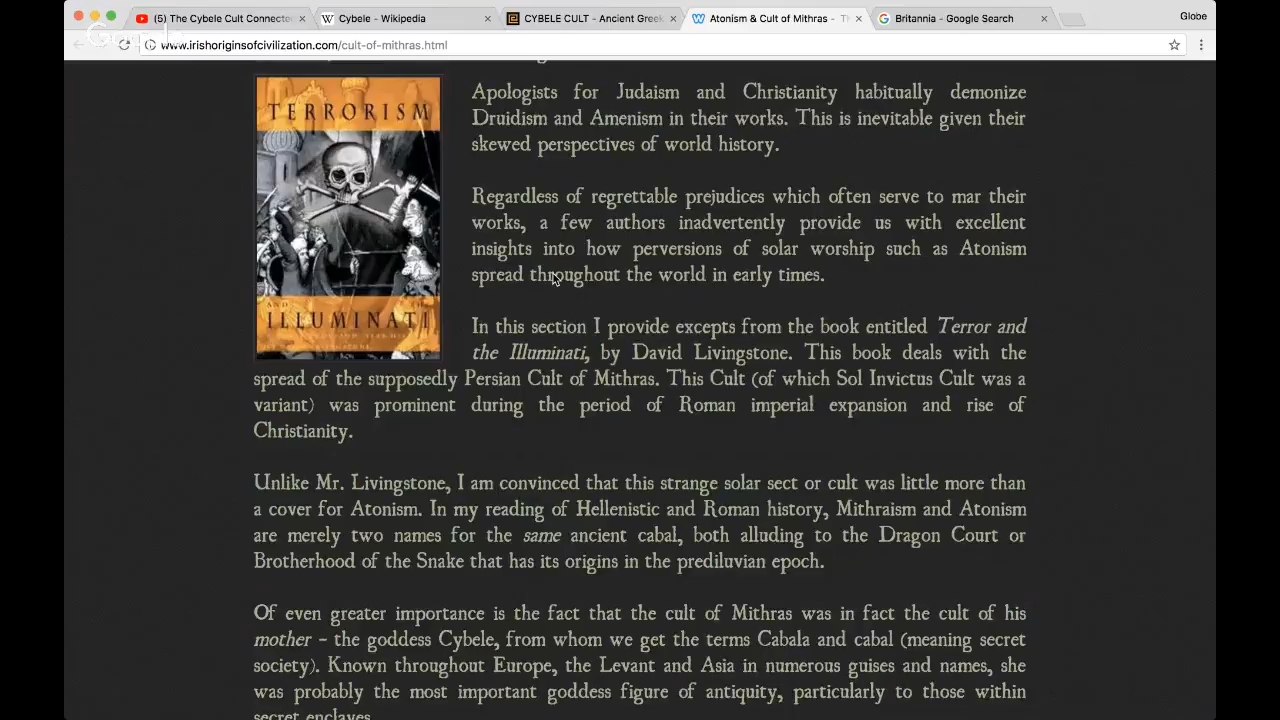 (5) The Cybele Cult Connecte
Cybele - Wikipedia
CYBELE CULT - Ancient Greek
Atonism & Cult of Mithras - T
Britannia - Google Search
Globe
www.irishoriginsofcivilization.com/cult-of-mithras.html
TERRORISM
AND THE
ILLUMINATI
Apologists for Judaism and Christianity habitually demonize
Druidism and Amenism in their works. This is inevitable given their
skewed perspectives of world history.
Regardless of regrettable prejudices which often serve to mar their
works, a few authors inadvertently provide us with excellent
insights into how perversions of solar worship such as Atonism
spread throughout the world in early times.
In this section I provide excepts from the book entitled Terror and
the Illuminati, by David Livingstone. This book deals with the
spread of the supposedly Persian Cult of Mithras. This Cult (of which Sol Invictus Cult was a
variant) was prominent during the period of Roman imperial expansion and rise of
Christianity.
Unlike Mr. Livingstone, I am convinced that this strange solar sect or cult was little more than
a cover for Atonism. In my reading of Hellenistic and Roman history, Mithraism and Atonism
are merely two names for the same ancient cabal, both alluding to the Dragon Court or
Brotherhood of the Snake that has its origins in the prediluvian epoch.
Of even greater importance is the fact that the cult of Mithras was in fact the cult of his
mother – the goddess Cybele, from whom we get the terms Cabala and cabal (meaning secret
society). Known throughout Europe, the Levant and Asia in numerous guises and names, she
was probably the most important goddess figure of antiquity, particularly to those within
secret enclaves.